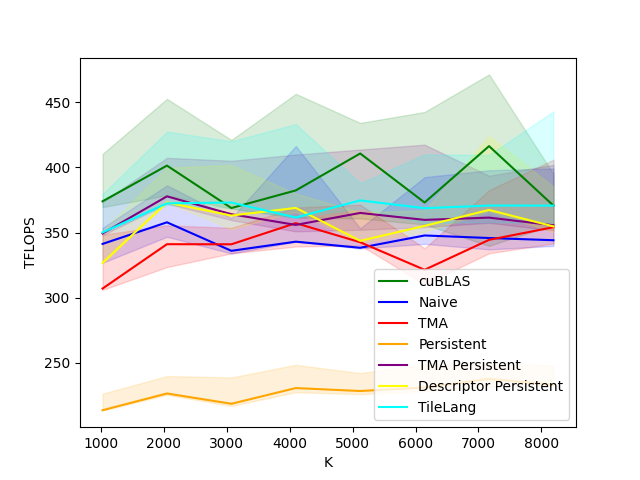 450
400
350
300
250
TFLOPS
cuBLAS
Naive
TMA
Persistent
TMA Persistent
Descriptor Persistent
TileLang
1000 2000 3000 4000 5000 6000 7000 8000
K